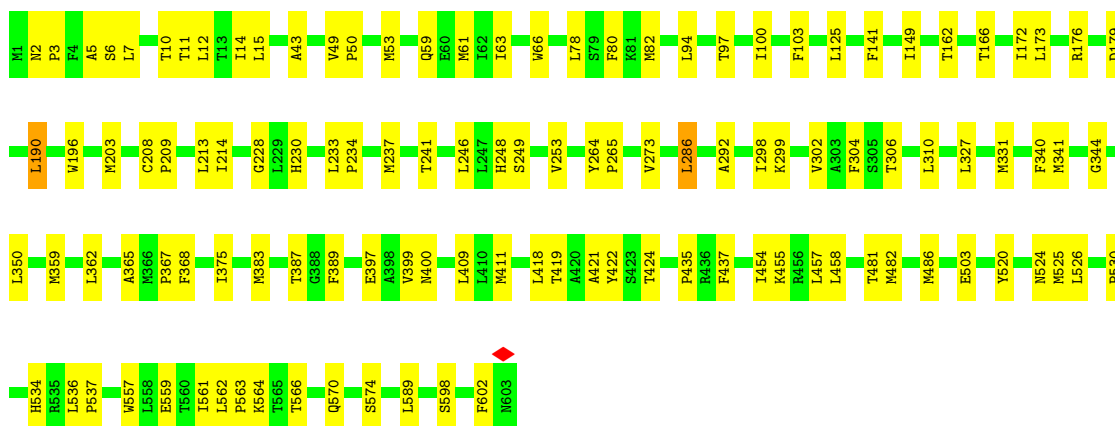 M1 N2 P3 F4 A5 S6 L7 T10 T11 L12 T13 I14 L15 A43 V49 P50 M53 Q59 E60 M61 I62 I63 W66 L78 S79 F80 K81 M82 L94 T97 I100 F103 L125 F141 I149 T162 T166 I172 L173 R176
L190 W196 M203 C208 P209 L213 I214 G228 L229 H230 L233 P234 M237 T241 L246 L247 H248 S249 V253 Y264 P265 V273 L286 A292 I298 K299 V302 A303 F304 S305 T306 L310 L327 M331 F340 M341 G344
L350 M359 L362 A365 M366 P367 F368 I375 M383 T387 G388 F389 E397 A398 V399 N400 L409 L410 M411 L418 T419 A420 A421 Y422 S423 T424 P435 R436 F437 I454 K455 R456 L457 L458 T481 M482 M486 E503 Y520 N524 M525 L526
H534 R535 L536 P537 W557 L558 E559 T560 I561 L562 P563 K564 T565 T566 Q570 S574 L589 S598 F602 N603